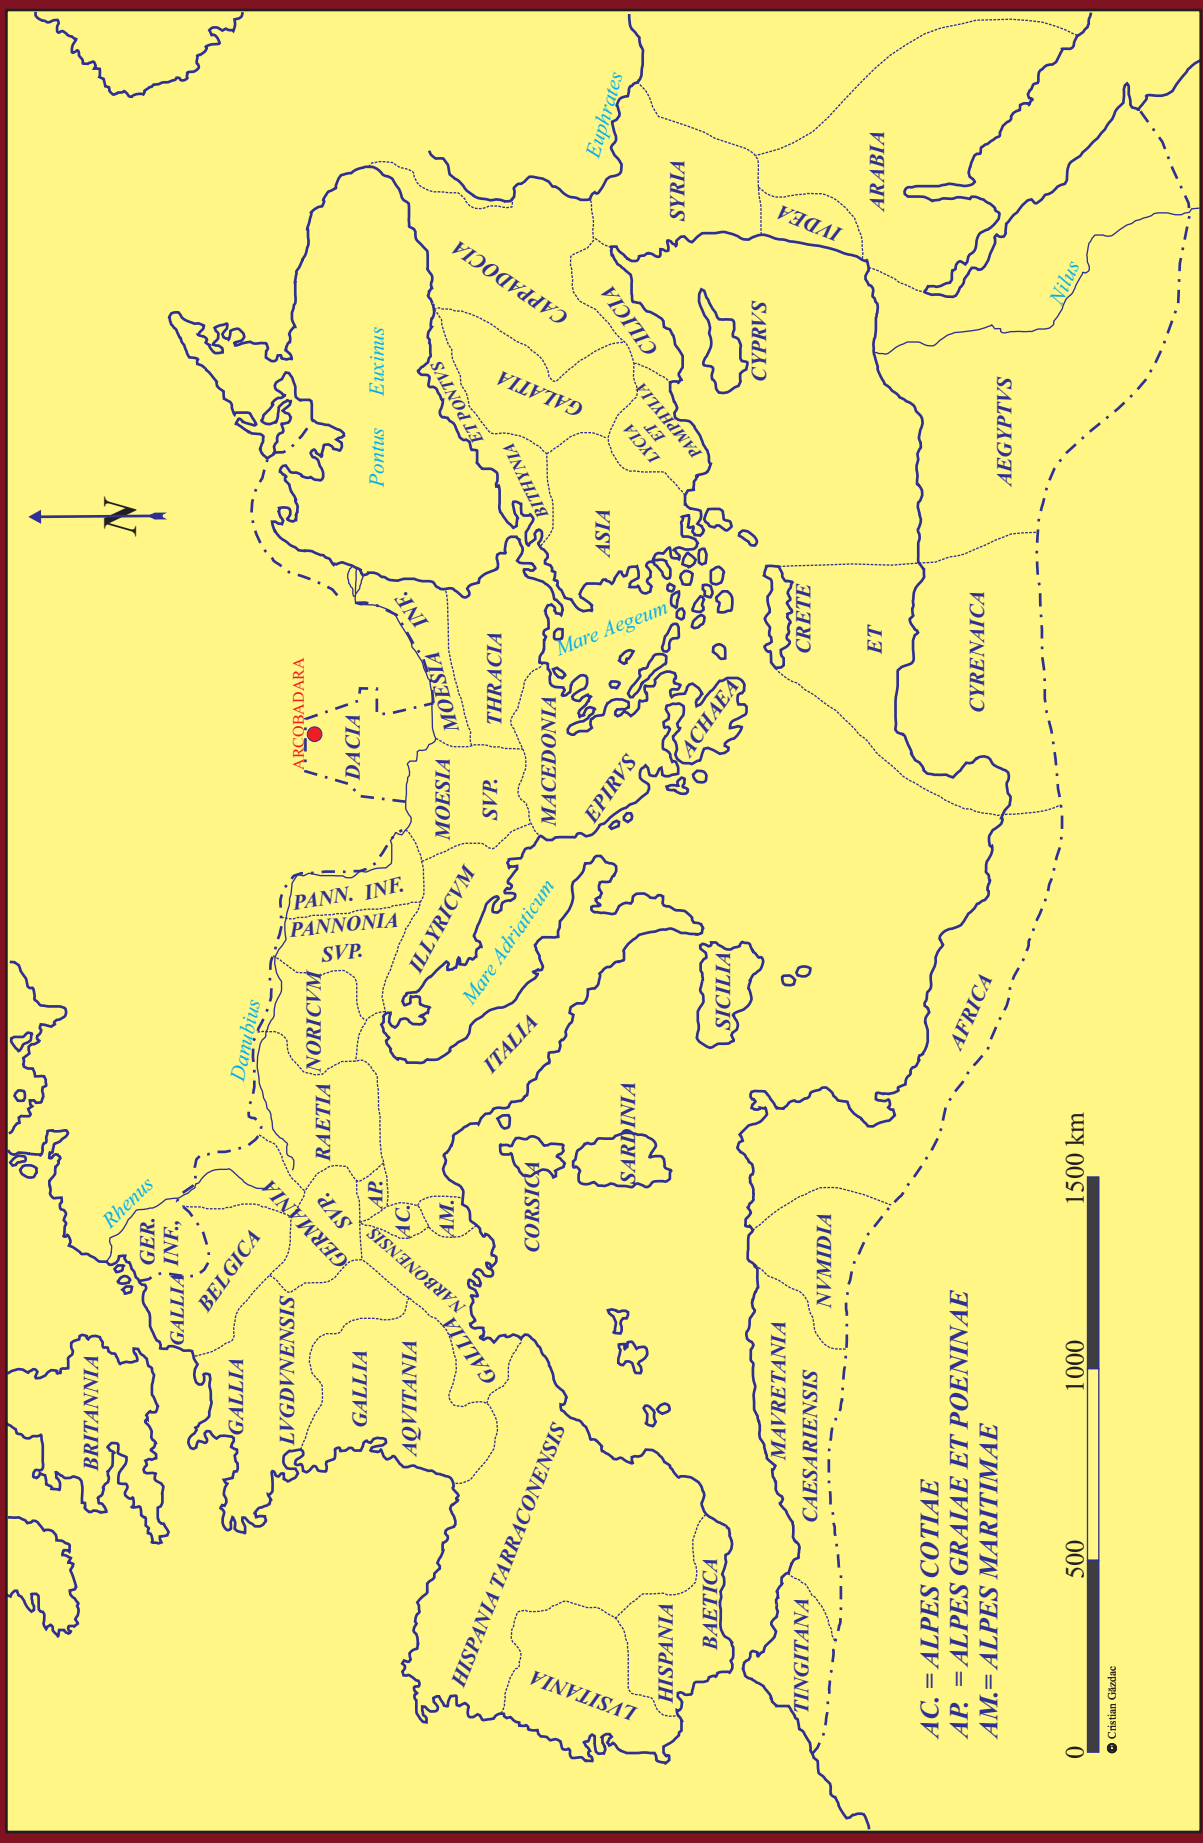 N
BRITANNIA
Rhenus
GER.
INF.,
GALLIA
BELGICA
GERMANIA
SVP.
GALLIA
LVGDVNENSIS
GALLIA
AQVITANIA
GALLIA NARBONENSIS
AP.
AC.
AM.
RAETIA
NORICVM
Danubius
PANNONIA
SVP.
PANN. INF.
ILLYRICVM
Mare Adriaticum
ITALIA
CORSICA
SARDINIA
SICILIA
ARCOBADARA
DACIA
MOESIA
SVP.
MOESIA INF.
THRACIA
MACEDONIA
EPIRVS
ACHAEA
Mare Aegeum
CRETE
ET
CYRENAICA
Pontus Euxinus
BITHYNIA
ET PONTVS
ASIA
GALATIA
CAPPADOCIA
LYCIA
ET
PAMPHYLIA
CILICIA
CYPRVS
Euphrates
SYRIA
IVDEA
ARABIA
Nilus
AEGYPTVS
AFRICA
NVMIDIA
MAVRETANIA
CAESARIENSIS
TINGITANA
HISPANIA TARRACONENSIS
LVSITANIA
HISPANIA
BAETICA
AC. = ALPES COTIAE
AP. = ALPES GRAIAE ET POENINAE
AM.= ALPES MARITIMAE
0 500 1000 1500 km
© Cristian Găzdac